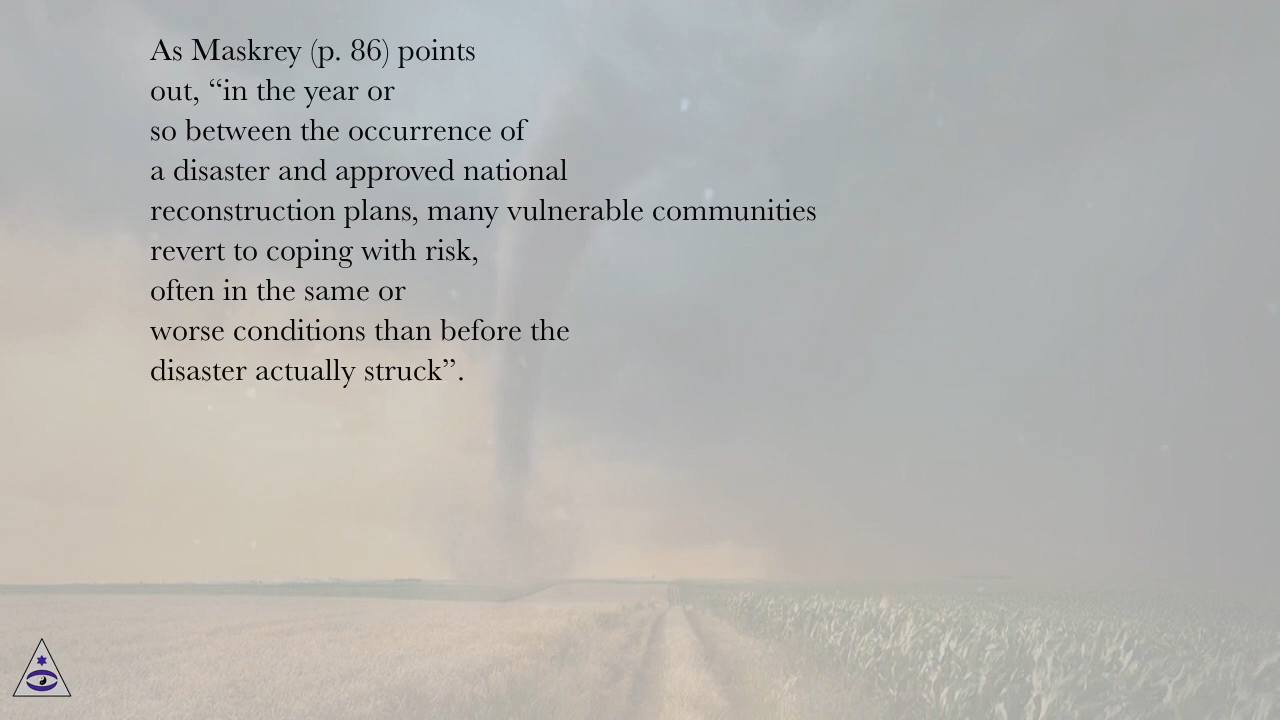 As Maskrey (p. 86) points
out, “in the year or
so between the occurrence of
a disaster and approved national
reconstruction plans, many vulnerable communities
revert to coping with risk,
often in the same or
worse conditions than before the
disaster actually struck”.